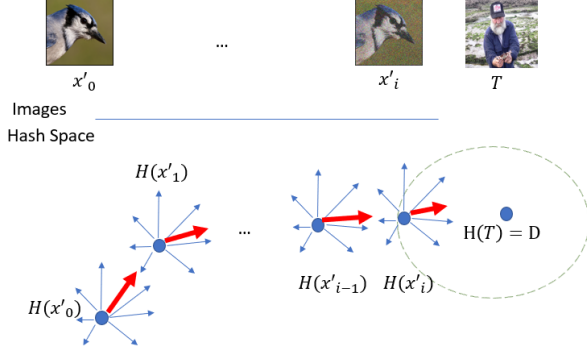 ...
x′₀
x′ᵢ
T
Images
Hash Space
H(x′₁)
...
H(T) = D
H(x′₀)
H(x′ᵢ₋₁)
H(x′ᵢ)